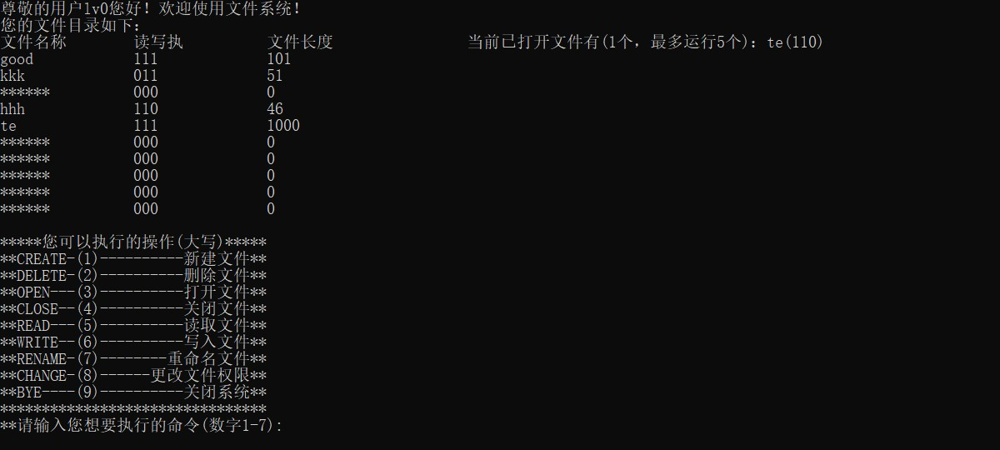 尊敬的用户lv0您好！欢迎使用文件系统！
您的文件目录如下：
文件名称 读写执 文件长度 当前已打开文件有(1个，最多运行5个)：te(110)
good 111 101
kkk 011 51
****** 000 0
hhh 110 46
te 111 1000
****** 000 0
****** 000 0
****** 000 0
****** 000 0
****** 000 0
*****您可以执行的操作(大写)*****
**CREATE-(1)----------新建文件**
**DELETE-(2)----------删除文件**
**OPEN---(3)----------打开文件**
**CLOSE--(4)----------关闭文件**
**READ---(5)----------读取文件**
**WRITE--(6)----------写入文件**
**RENAME-(7)--------重命名文件**
**CHANGE-(8)------更改文件权限**
**BYE----(9)----------关闭系统**
********************************
**请输入您想要执行的命令(数字1-7):